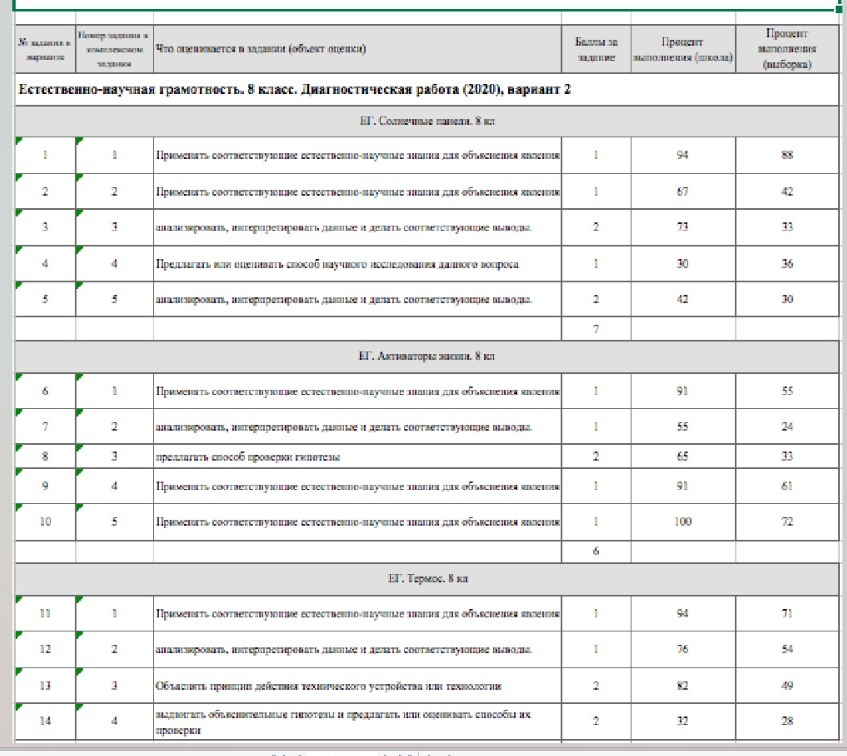 № задания в варианте Номер задания в комплексном задании Что оценивается в задании (объект оценки) Баллы за задание Процент выполнения (школа) Процент выполнения (выборка)
Естественно-научная грамотность. 8 класс. Диагностическая работа (2020), вариант 2
ЕГ. Солнечные панели. 8 кл
1 1 Применять соответствующие естественно-научные знания для объяснения явления 1 94 88
2 2 Применять соответствующие естественно-научные знания для объяснения явления 1 67 42
3 3 анализировать, интерпретировать данные и делать соответствующие выводы. 2 73 33
4 4 Предлагать или оценивать способ научного исследования данного вопроса 1 30 36
5 5 анализировать, интерпретировать данные и делать соответствующие выводы. 2 42 30
7
ЕГ. Активаторы жизни. 8 кл
6 1 Применять соответствующие естественно-научные знания для объяснения явления 1 91 55
7 2 анализировать, интерпретировать данные и делать соответствующие выводы. 1 55 24
8 3 предлагать способ проверки гипотезы 2 65 33
9 4 Применять соответствующие естественно-научные знания для объяснения явления 1 91 61
10 5 Применять соответствующие естественно-научные знания для объяснения явления 1 100 72
6
ЕГ. Термос. 8 кл
11 1 Применять соответствующие естественно-научные знания для объяснения явления 1 94 71
12 2 анализировать, интерпретировать данные и делать соответствующие выводы. 1 76 54
13 3 Объяснять принцип действия технического устройства или технологии 2 82 49
14 4 выдвигать объяснительные гипотезы и предлагать или оценивать способы их проверки 2 32 28